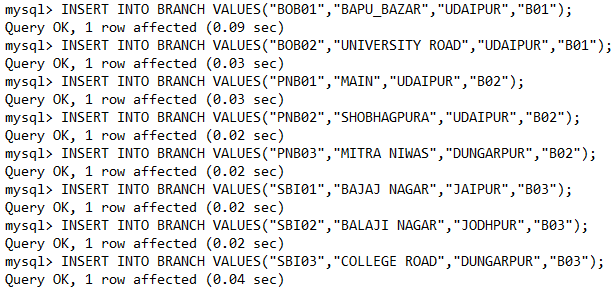 mysql> INSERT INTO BRANCH VALUES("BOB01","BAPU_BAZAR","UDAIPUR","B01");
Query OK, 1 row affected (0.09 sec)
mysql> INSERT INTO BRANCH VALUES("BOB02","UNIVERSITY ROAD","UDAIPUR","B01");
Query OK, 1 row affected (0.03 sec)
mysql> INSERT INTO BRANCH VALUES("PNB01","MAIN","UDAIPUR","B02");
Query OK, 1 row affected (0.03 sec)
mysql> INSERT INTO BRANCH VALUES("PNB02","SHOBHAGPURA","UDAIPUR","B02");
Query OK, 1 row affected (0.02 sec)
mysql> INSERT INTO BRANCH VALUES("PNB03","MITRA NIWAS","DUNGARPUR","B02");
Query OK, 1 row affected (0.02 sec)
mysql> INSERT INTO BRANCH VALUES("SBI01","BAJAJ NAGAR","JAIPUR","B03");
Query OK, 1 row affected (0.02 sec)
mysql> INSERT INTO BRANCH VALUES("SBI02","BALAJI NAGAR","JODHPUR","B03");
Query OK, 1 row affected (0.02 sec)
mysql> INSERT INTO BRANCH VALUES("SBI03","COLLEGE ROAD","DUNGARPUR","B03");
Query OK, 1 row affected (0.04 sec)